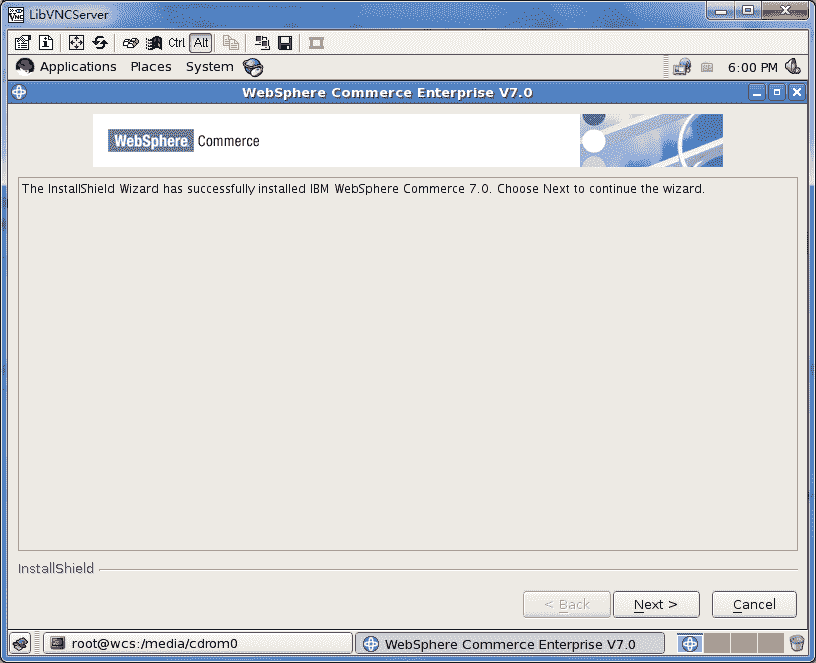 LibVNCServer
Ctrl Alt
Applications Places System 6:00 PM
WebSphere Commerce Enterprise V7.0
WebSphere Commerce
The InstallShield Wizard has successfully installed IBM WebSphere Commerce 7.0. Choose Next to continue the wizard.
InstallShield
< Back Next > Cancel
root@wcs:/media/cdrom0 WebSphere Commerce Enterprise V7.0